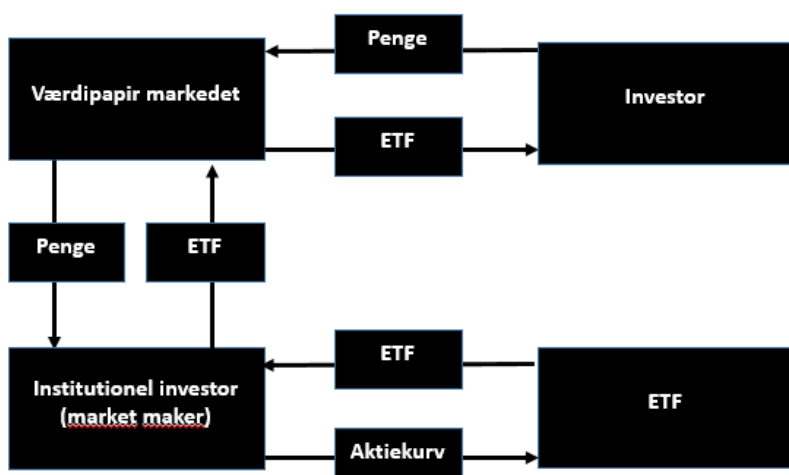 Penge
Værdipapir markedet
Investor
ETF
Penge
ETF
ETF
Institutionel investor
(market maker)
ETF
Aktiekurv